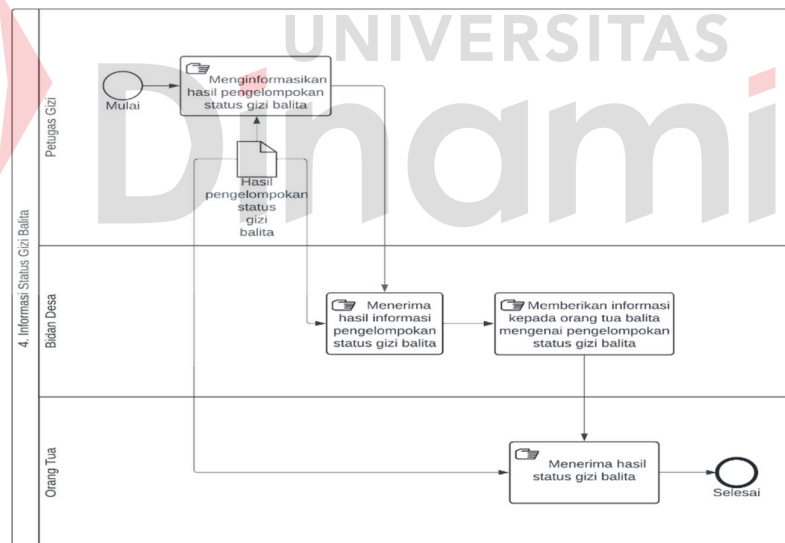 UNIVERSITAS
Dinami
4. Informasi Status Gizi Balita
Petugas Gizi
Mulai
Menginformasikan
hasil pengelompokan
status gizi balita
Hasil
pengelompokan
status
gizi
balita
Bidan Desa
Menerima
hasil informasi
pengelompokan
status gizi balita
Memberikan informasi
kepada orang tua balita
mengenai pengelompokan
status gizi balita
Orang Tua
Menerima hasil
status gizi balita
Selesai